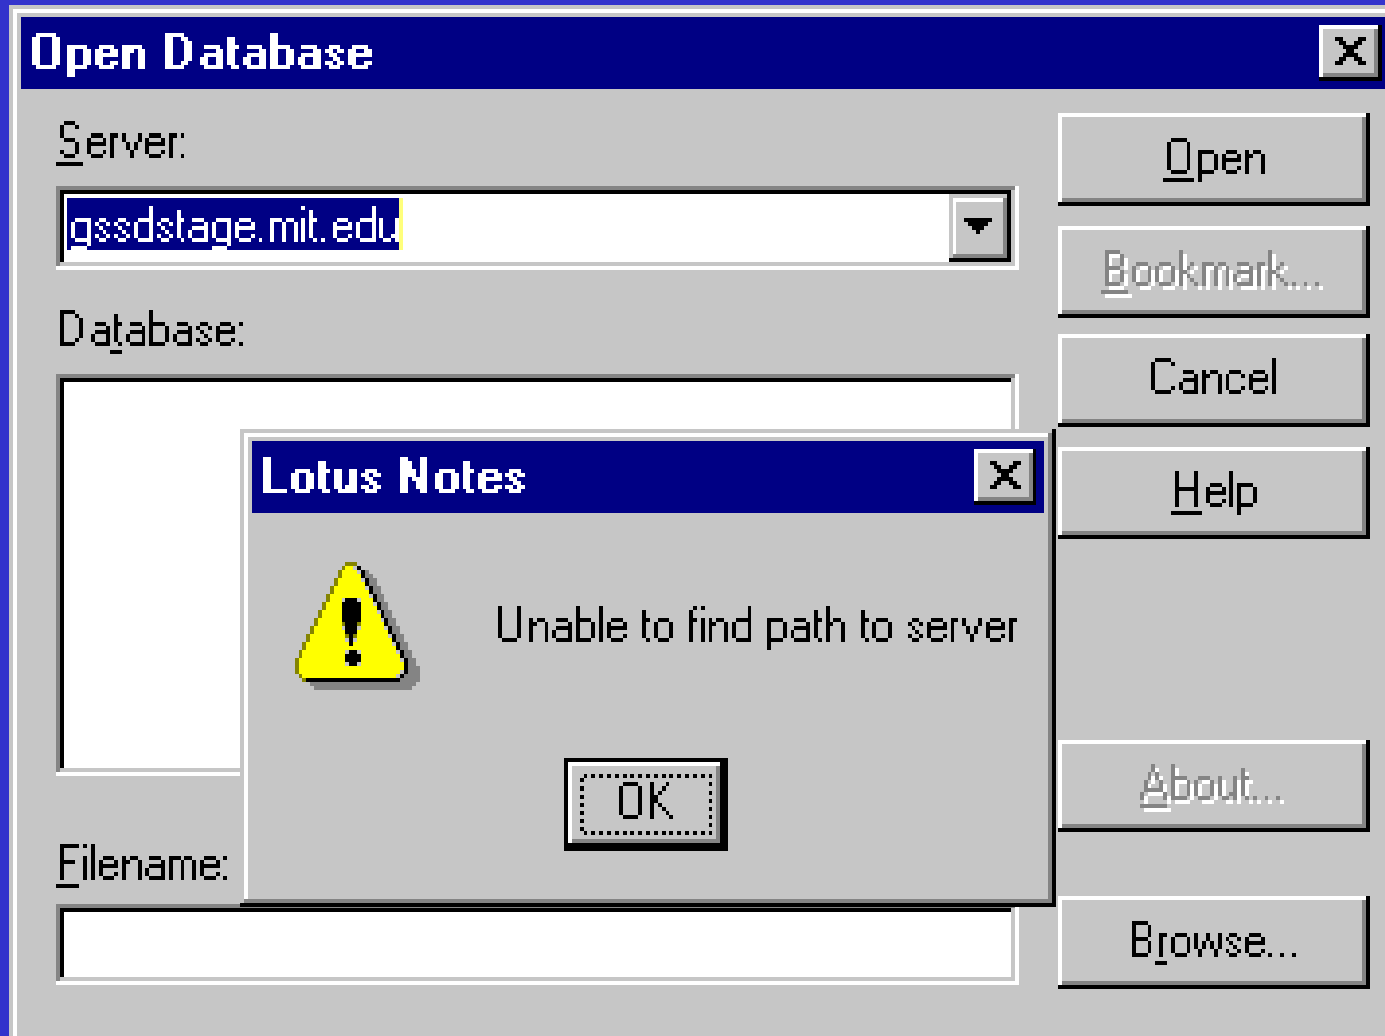 Open Database
Server:
Open
gssdstage.mit.edu
Bookmark...
Database:
Cancel
Lotus Notes
Help
Unable to find path to server
OK
About...
Filename:
Browse...